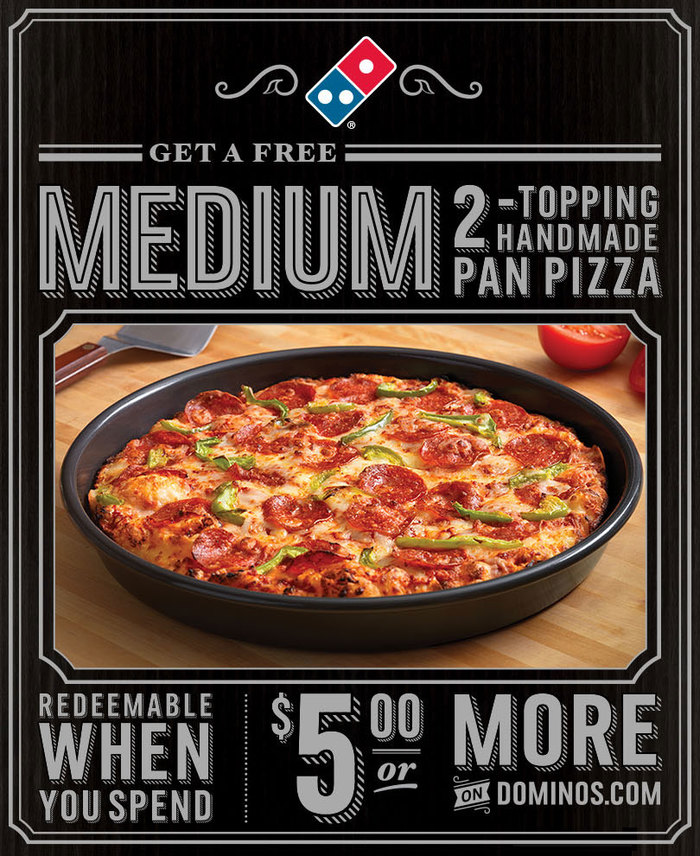 ®
GET A FREE
MEDIUM
2-TOPPING
HANDMADE
PAN PIZZA
REDEEMABLE
WHEN
YOU SPEND
$5.00
or
MORE
ON DOMINOS.COM